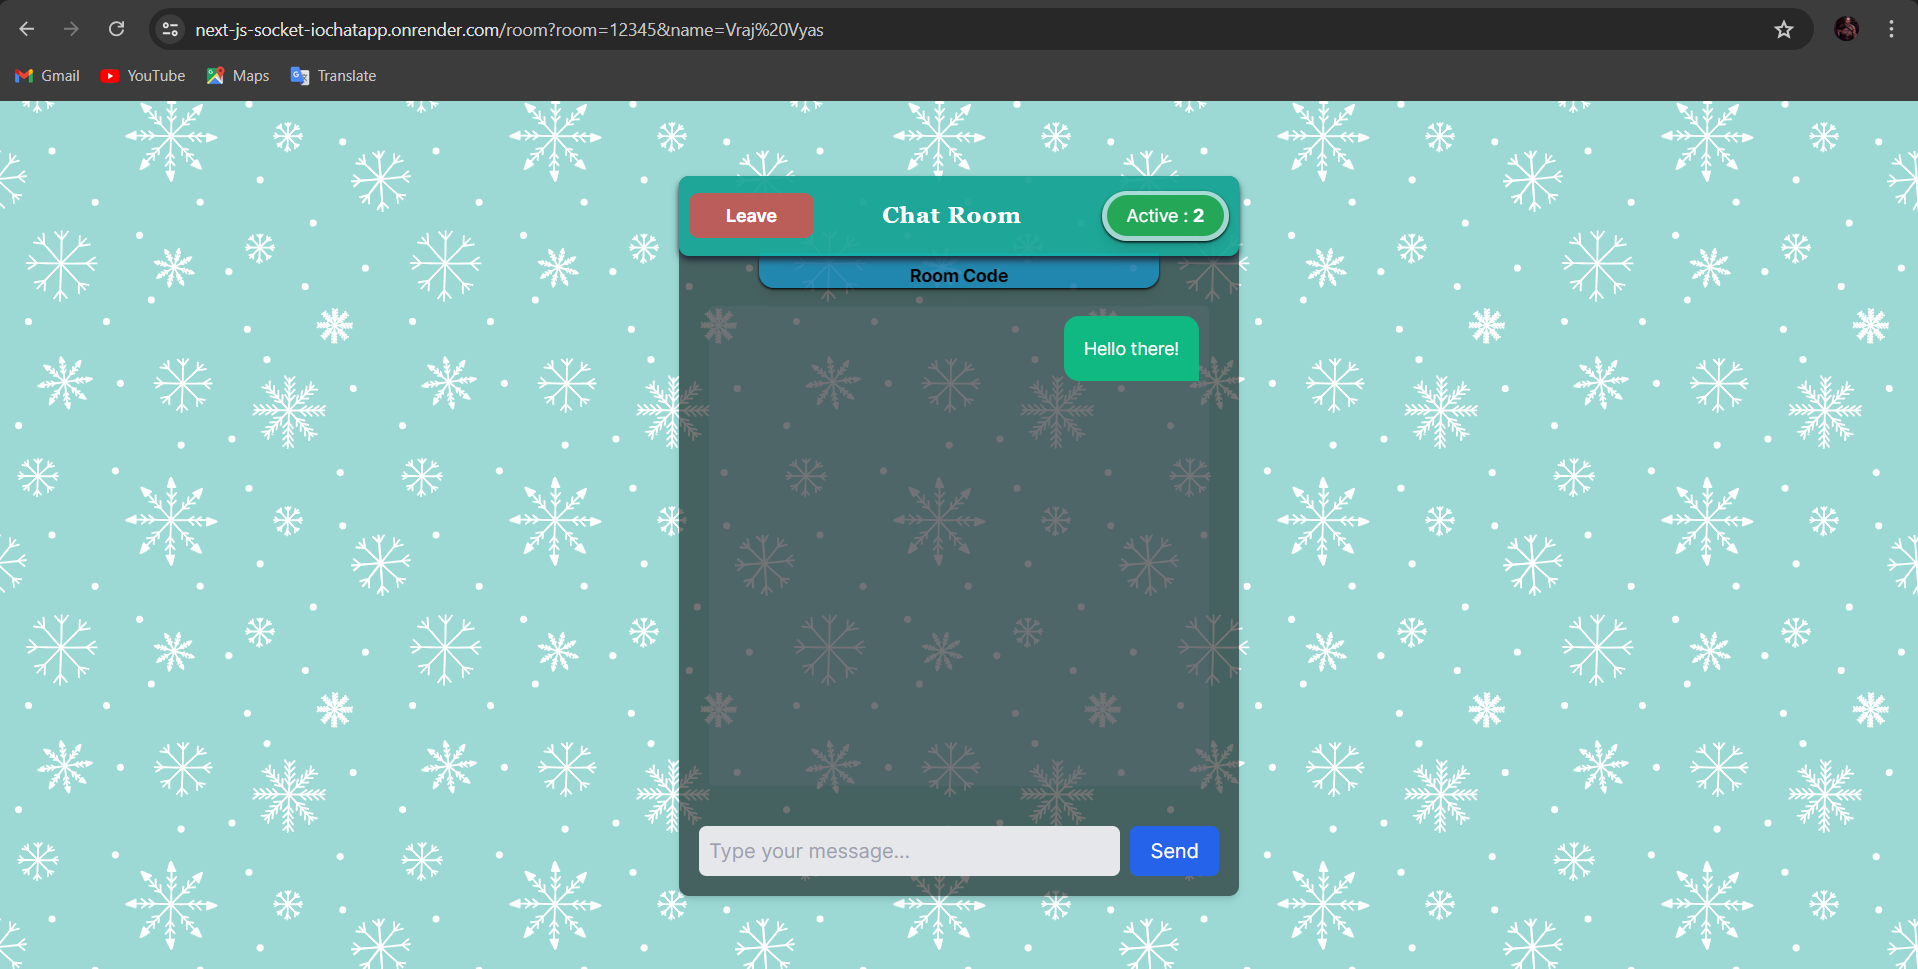 next-js-socket-iochatapp.onrender.com/room?room=12345&name=Vraj%20Vyas
Gmail YouTube Maps Translate
Leave Chat Room Active : 2
Room Code
Hello there!
Type your message... Send